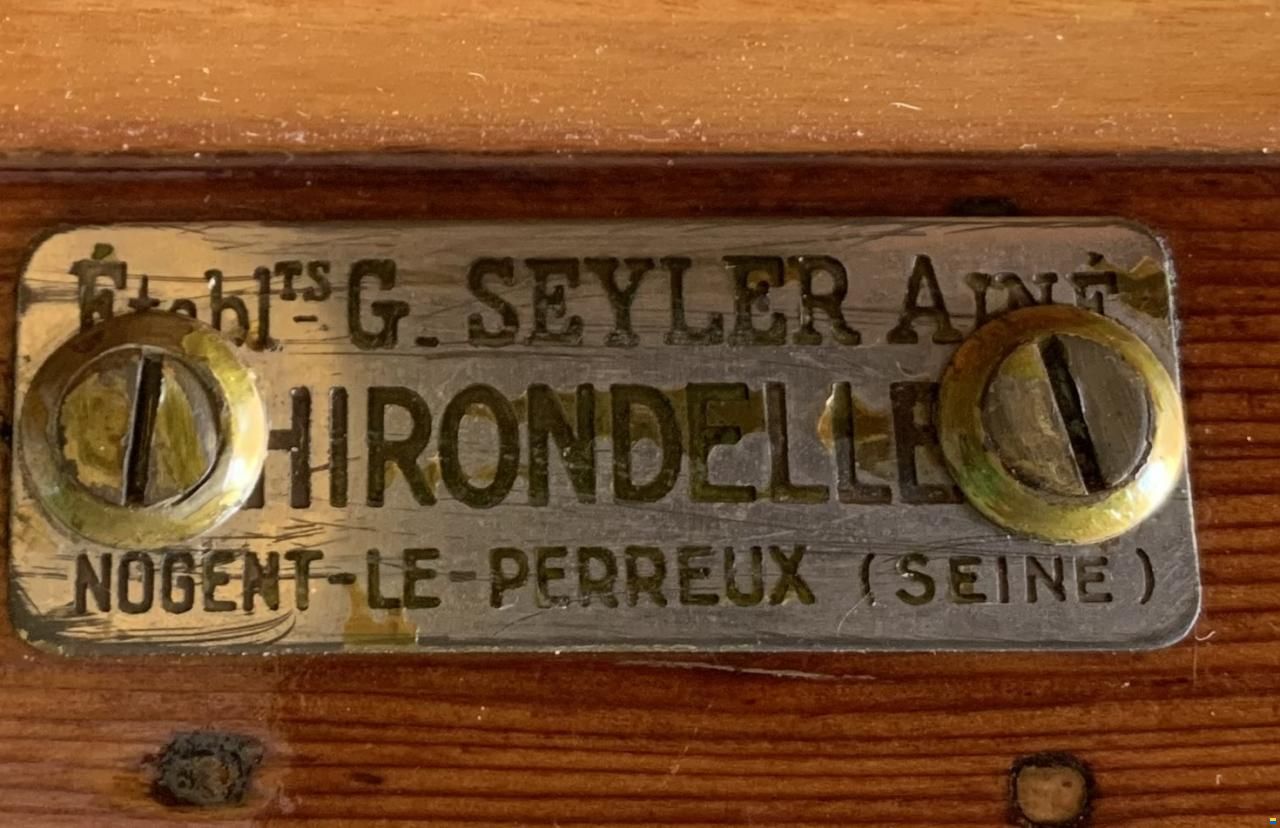 Établᵀˢ G. SEYLER AINÉ
HIRONDELLE
NOGENT-LE-PERREUX (SEINE)